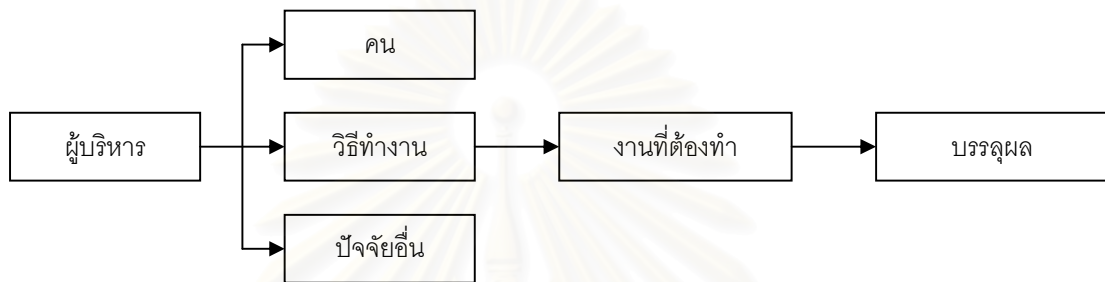 คน
ผู้บริหาร
วิธีทำงาน
งานที่ต้องทำ
บรรลุผล
ปัจจัยอื่น